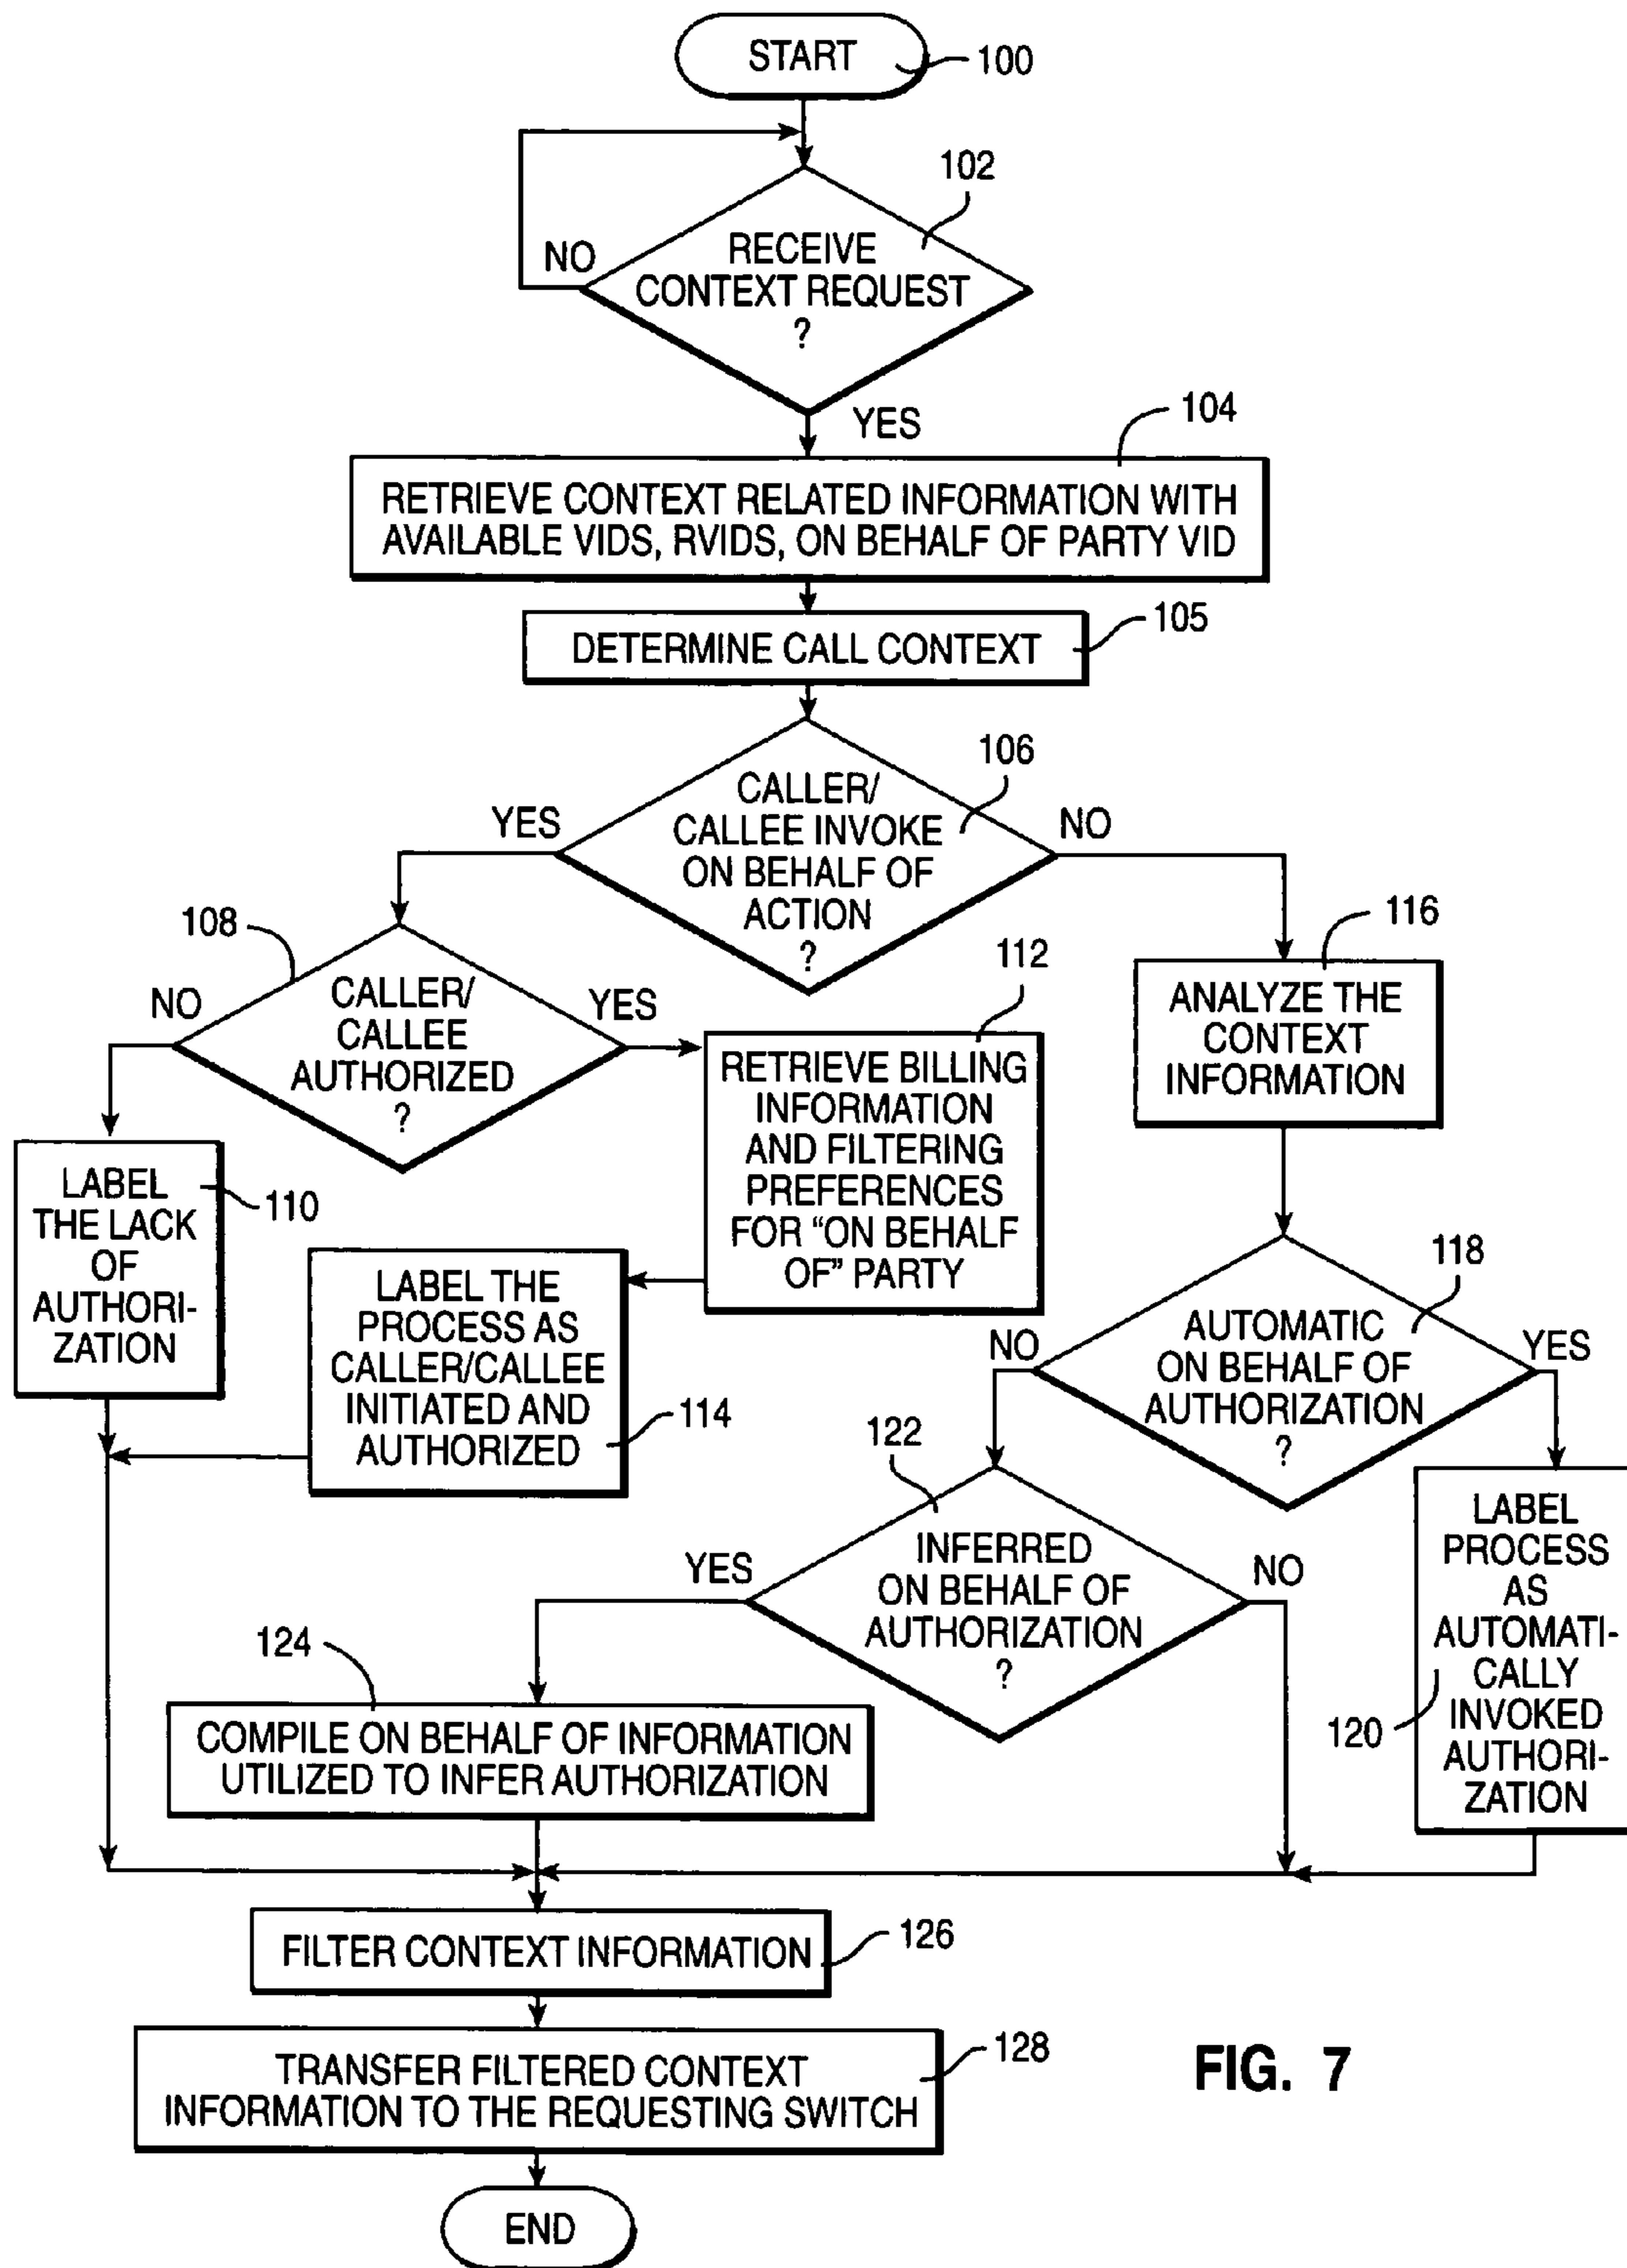 START
100
102
NO
RECEIVE
CONTEXT REQUEST
?
YES
104
RETRIEVE CONTEXT RELATED INFORMATION WITH
AVAILABLE VIDS, RVIDS, ON BEHALF OF PARTY VID
105
DETERMINE CALL CONTEXT
106
YES
CALLER/
CALLEE INVOKE
ON BEHALF OF
ACTION
?
NO
108
NO
CALLER/
CALLEE
AUTHORIZED
?
YES
112
RETRIEVE BILLING
INFORMATION
AND FILTERING
PREFERENCES
FOR “ON BEHALF
OF” PARTY
116
ANALYZE THE
CONTEXT
INFORMATION
LABEL
THE LACK
OF
AUTHORI-
ZATION
110
LABEL THE
PROCESS AS
CALLER/CALLEE
INITIATED AND
AUTHORIZED
114
118
NO
AUTOMATIC
ON BEHALF OF
AUTHORIZATION
?
YES
122
YES
INFERRED
ON BEHALF OF
AUTHORIZATION
?
NO
LABEL
PROCESS
AS
AUTOMATI-
CALLY
INVOKED
AUTHORI-
ZATION
120
124
COMPILE ON BEHALF OF INFORMATION
UTILIZED TO INFER AUTHORIZATION
FILTER CONTEXT INFORMATION
126
TRANSFER FILTERED CONTEXT
INFORMATION TO THE REQUESTING SWITCH
128
FIG. 7
END